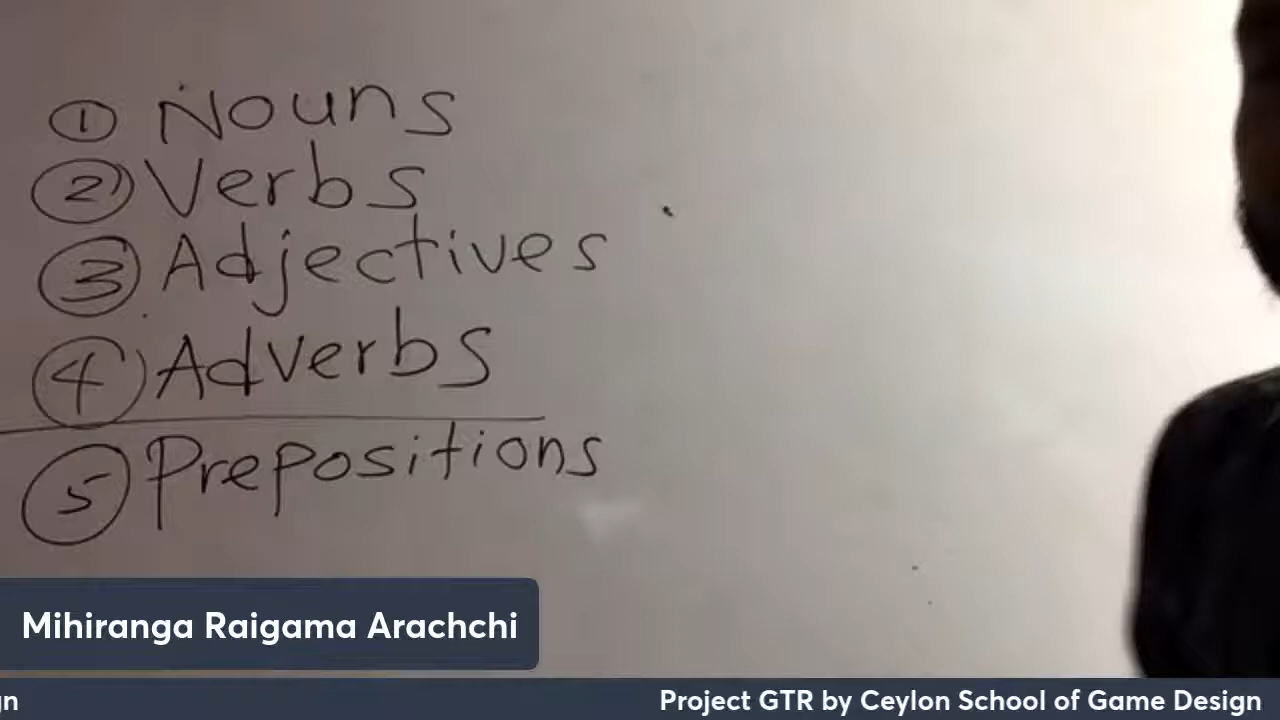 ① Nouns
② Verbs
③ Adjectives
④ Adverbs
⑤ Prepositions
Mihiranga Raigama Arachchi
gn Project GTR by Ceylon School of Game Design